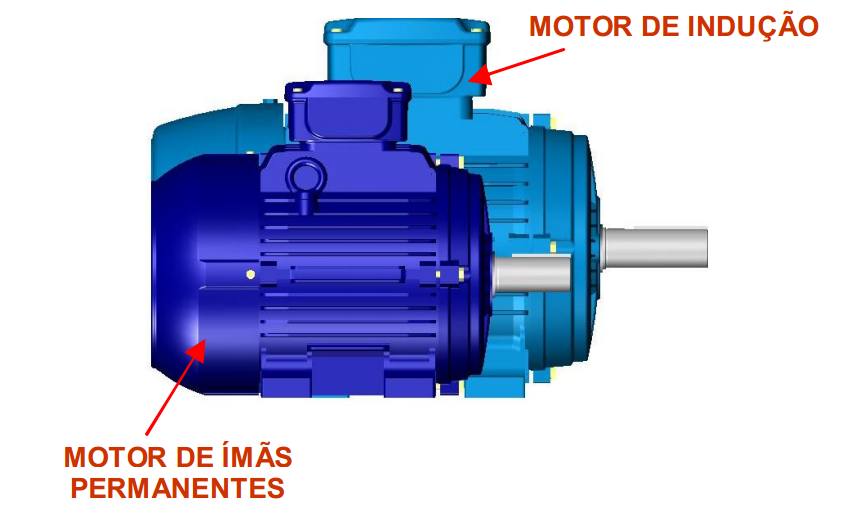 MOTOR DE INDUÇÃO
MOTOR DE ÍMÃS
PERMANENTES